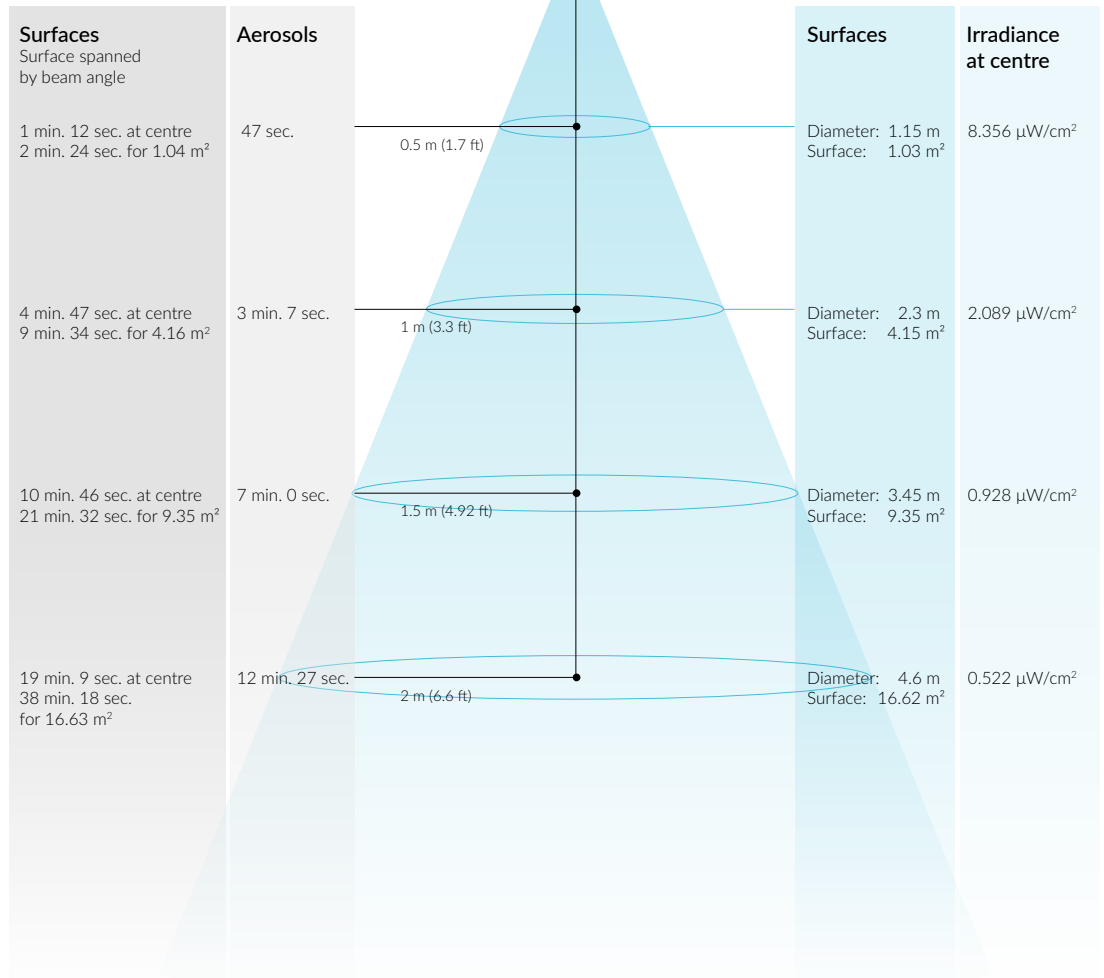 Surfaces
Surface spanned
by beam angle
Aerosols
Surfaces
Irradiance
at centre
1 min. 12 sec. at centre
2 min. 24 sec. for 1.04 m²
47 sec.
0.5 m (1.7 ft)
Diameter: 1.15 m
Surface: 1.03 m²
8.356 µW/cm²
4 min. 47 sec. at centre
9 min. 34 sec. for 4.16 m²
3 min. 7 sec.
1 m (3.3 ft)
Diameter: 2.3 m
Surface: 4.15 m²
2.089 µW/cm²
10 min. 46 sec. at centre
21 min. 32 sec. for 9.35 m²
7 min. 0 sec.
1.5 m (4.92 ft)
Diameter: 3.45 m
Surface: 9.35 m²
0.928 µW/cm²
19 min. 9 sec. at centre
38 min. 18 sec.
for 16.63 m²
12 min. 27 sec.
2 m (6.6 ft)
Diameter: 4.6 m
Surface: 16.62 m²
0.522 µW/cm²